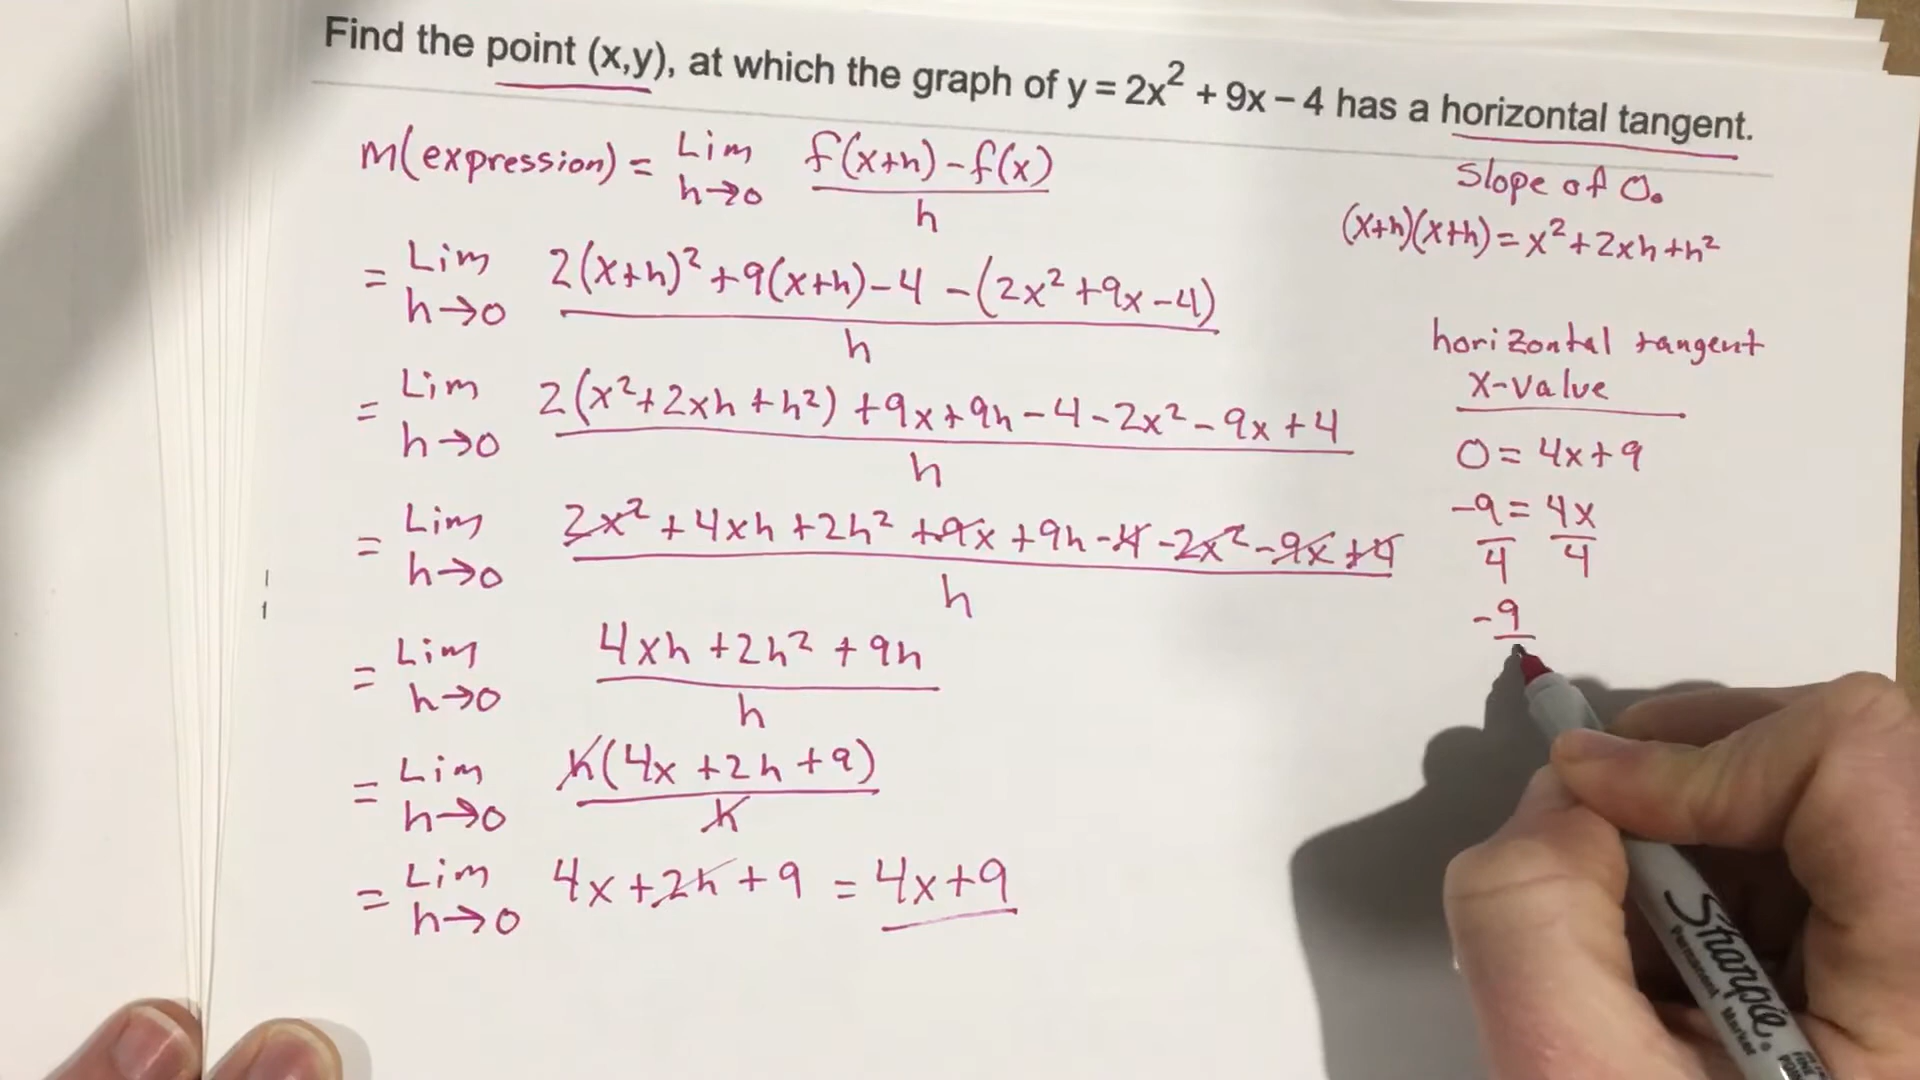 Find the point (x,y), at which the graph of y = 2x² + 9x − 4 has a horizontal tangent.
m(expression) = Lim h→0 f(x+h) − f(x) / h
Slope of 0.
(x+h)(x+h) = x² + 2xh + h²
= Lim h→0 2(x+h)² + 9(x+h) − 4 − (2x² + 9x − 4) / h
= Lim h→0 2(x² + 2xh + h²) + 9x + 9h − 4 − 2x² − 9x + 4 / h
= Lim h→0 2x² + 4xh + 2h² + 9x + 9h − 4 − 2x² − 9x + 4 / h
= Lim h→0 4xh + 2h² + 9h / h
= Lim h→0 h(4x + 2h + 9) / h
= Lim h→0 4x + 2h + 9 = 4x + 9
horizontal tangent
x-value
0 = 4x + 9
-9 / 4 = 4x / 4
-9
Sharpie.
Permanent Marker